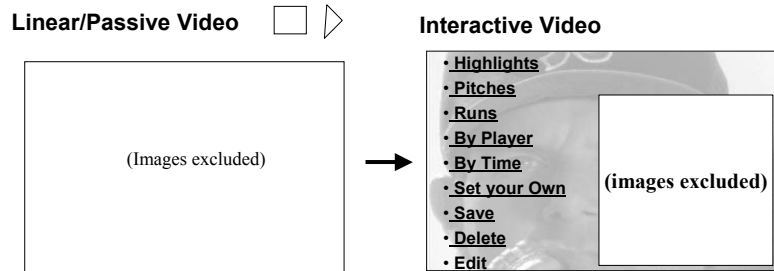 Linear/Passive Video
Interactive Video
(Images excluded)
• Highlights
• Pitches
• Runs
• By Player
• By Time
• Set your Own
• Save
• Delete
• Edit
(images excluded)